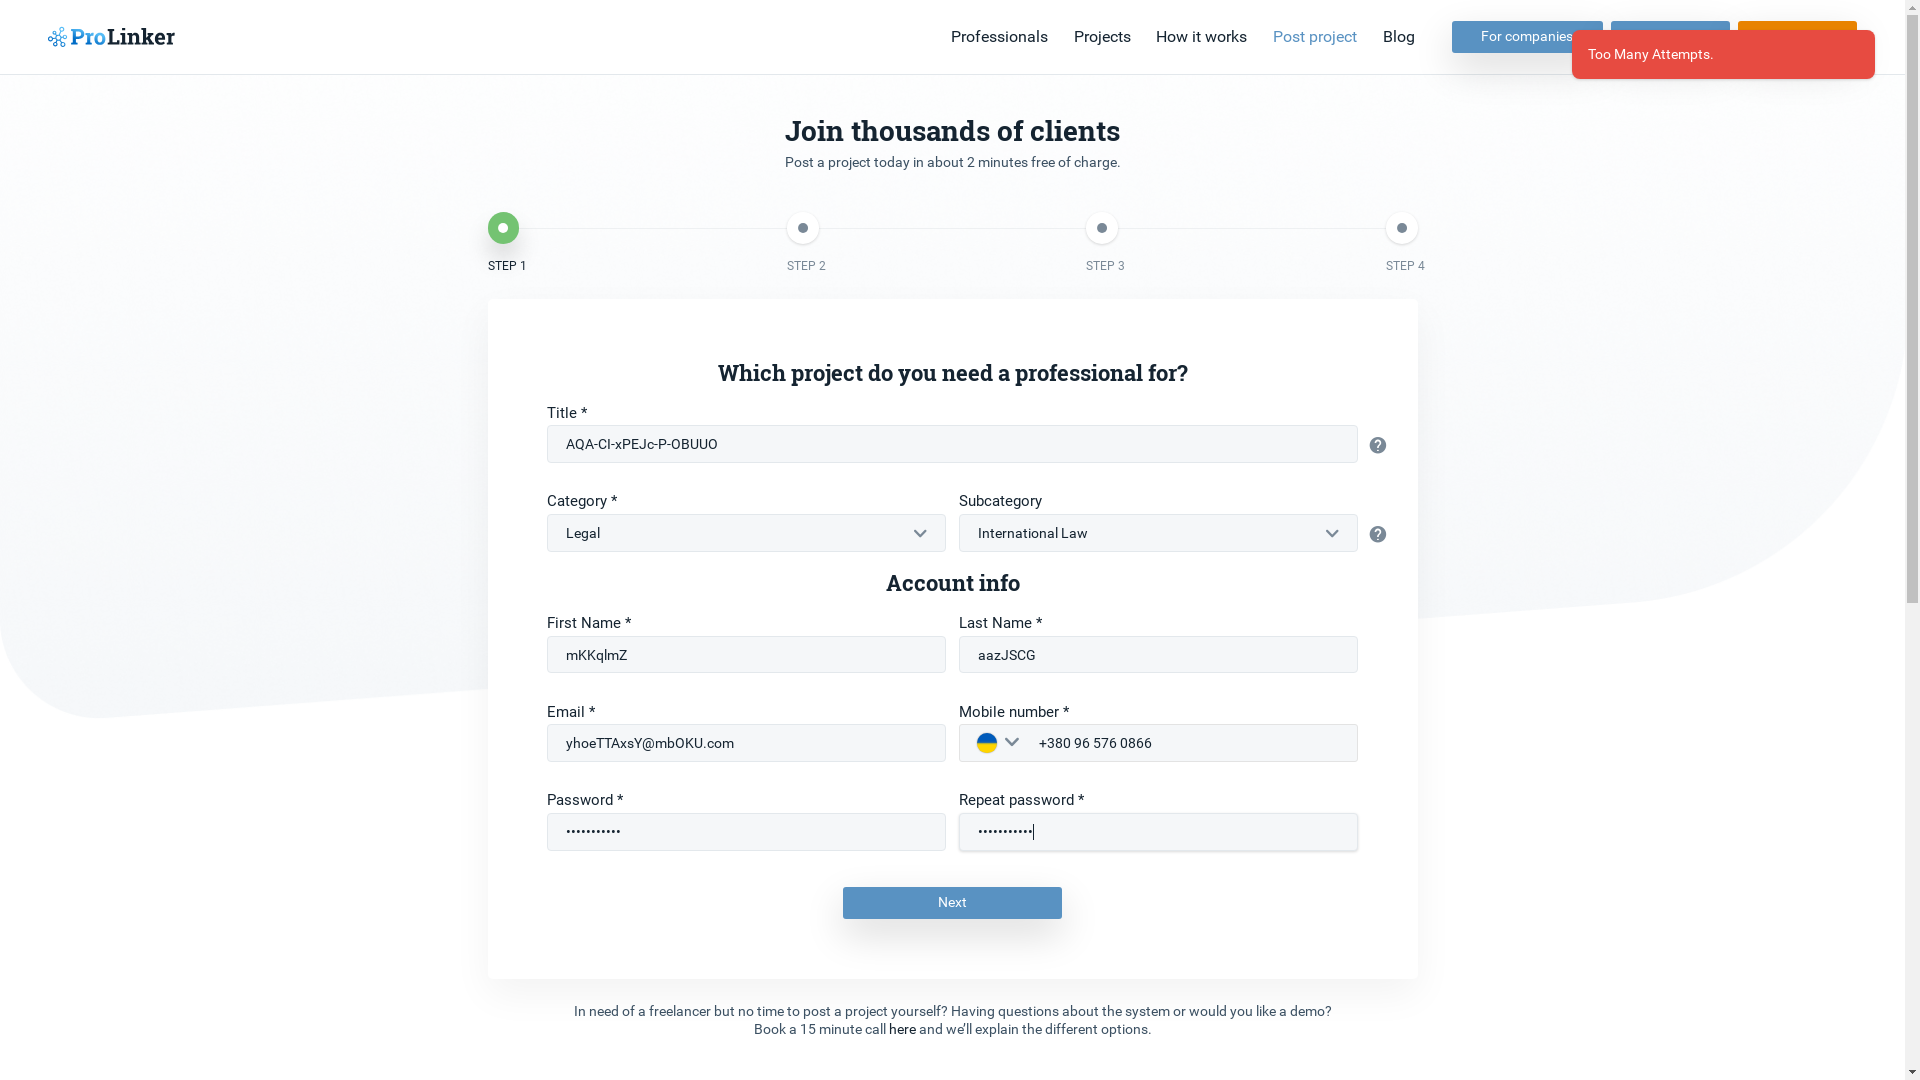 ProLinker
Professionals Projects How it works Post project Blog For companies
Too Many Attempts.
Join thousands of clients
Post a project today in about 2 minutes free of charge.
STEP 1 STEP 2 STEP 3 STEP 4
Which project do you need a professional for?
Title *
AQA-CI-xPEJc-P-OBUUO
Category * Subcategory
Legal International Law
Account info
First Name * Last Name *
mKKqlmZ aazJSCG
Email * Mobile number *
yhoeTTAxsY@mbOKU.com +380 96 576 0866
Password * Repeat password *
••••••••••• •••••••••••
Next
In need of a freelancer but no time to post a project yourself? Having questions about the system or would you like a demo?
Book a 15 minute call here and we'll explain the different options.